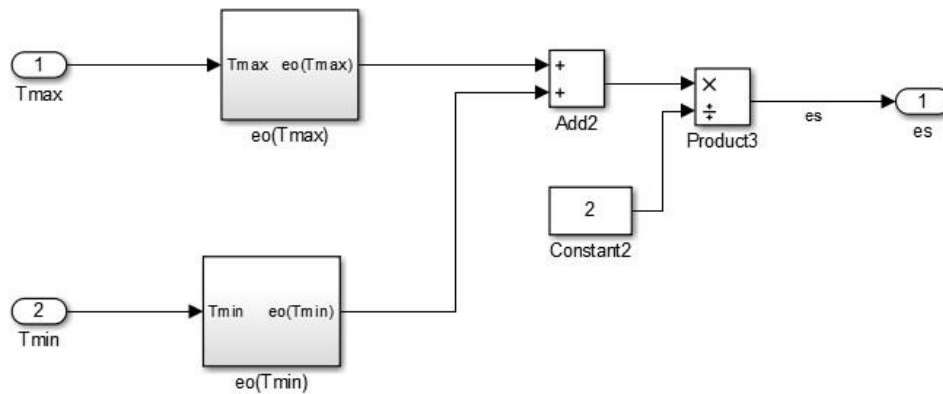 1
Tmax
Tmax eo(Tmax)
eo(Tmax)
+
+
Add2
×
÷
Product3
es
1
es
2
Constant2
2
Tmin
Tmin eo(Tmin)
eo(Tmin)